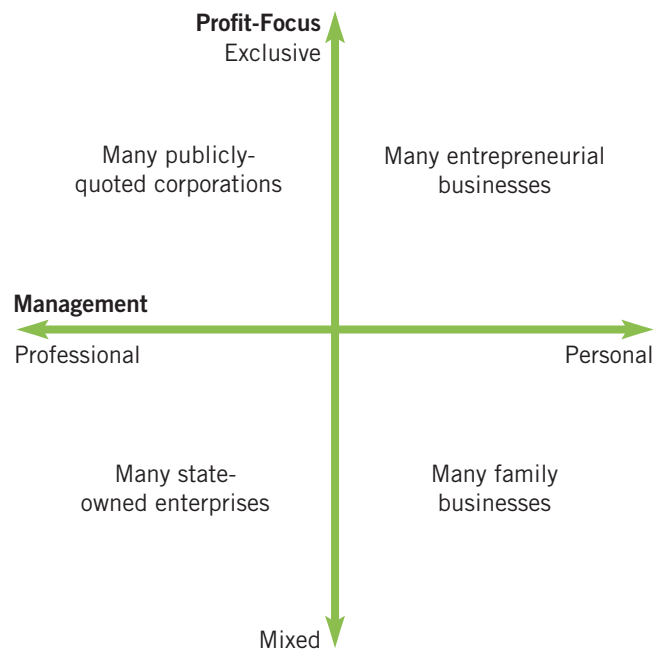 Profit-Focus
Exclusive
Many publicly-
quoted corporations
Many entrepreneurial
businesses
Management
Professional
Personal
Many state-
owned enterprises
Many family
businesses
Mixed